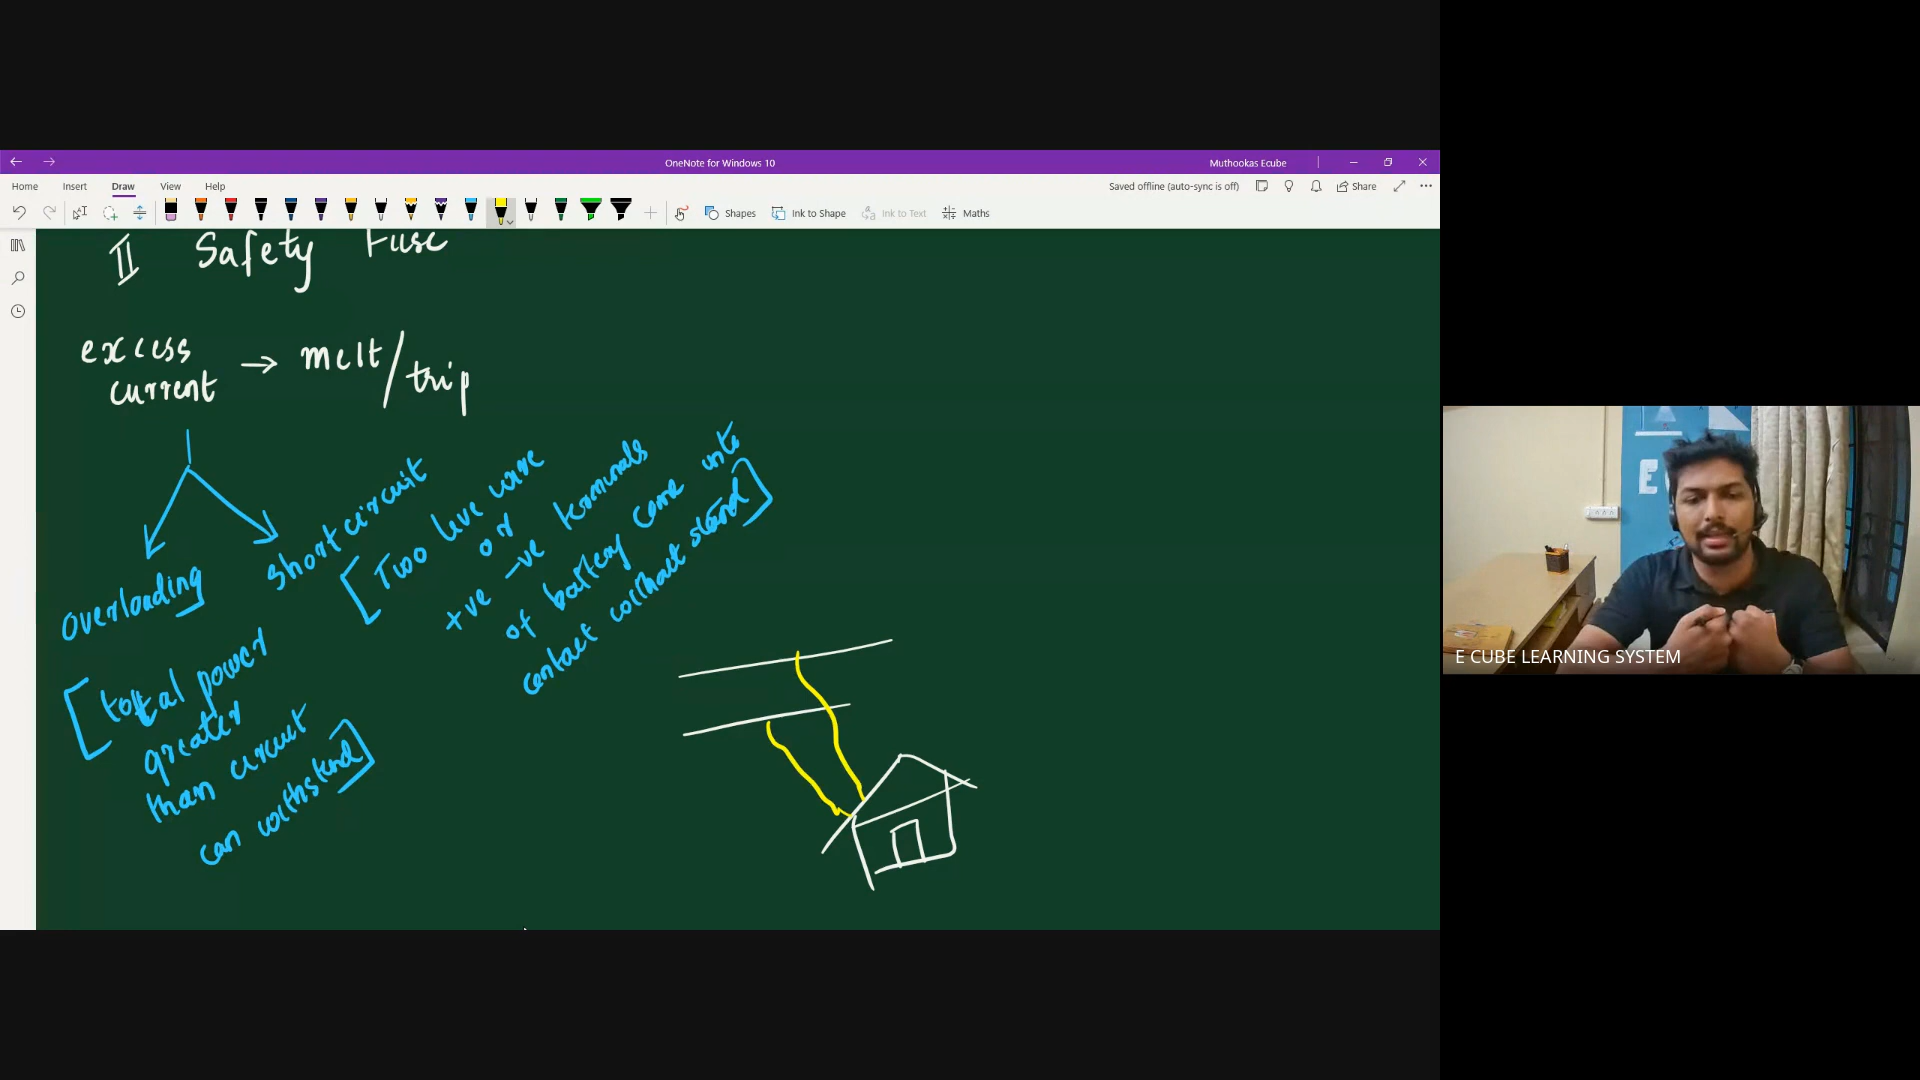 OneNote for Windows 10
Muthookas Ecube
Home Insert Draw View Help
Saved offline (auto-sync is off)
Share
Shapes
Ink to Shape
Ink to Text
Maths
II Safety Fuse
excess
current → melt/trip
Overloading
[total power
greater
than circuit
can withstand]
Short circuit
[Two live wire
or
+ve -ve terminals
of battery come into
contact withact stand]
E
E CUBE LEARNING SYSTEM